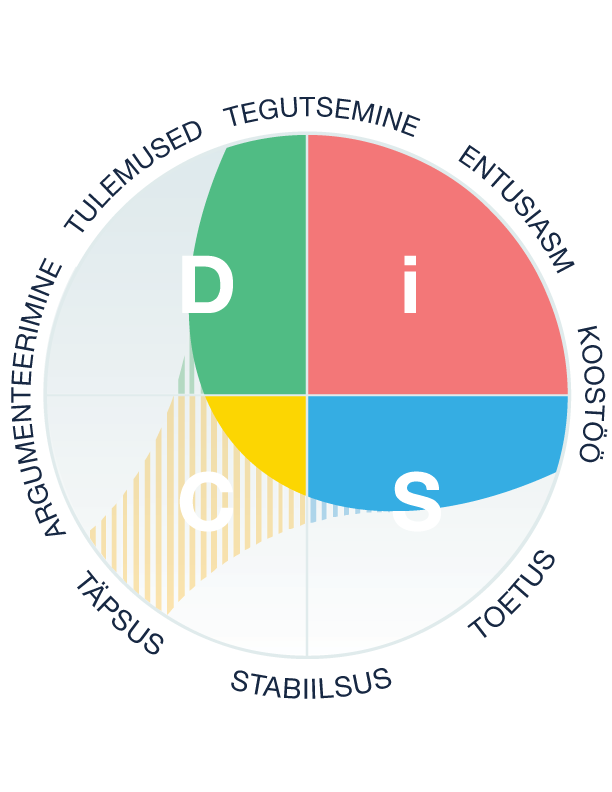 TEGUTSEMINE
ENTUSIASM
KOOSTÖÖ
TOETUS
STABIILSUS
TÄPSUS
ARGUMENTEERIMINE
TULEMUSED
D
i
C
S